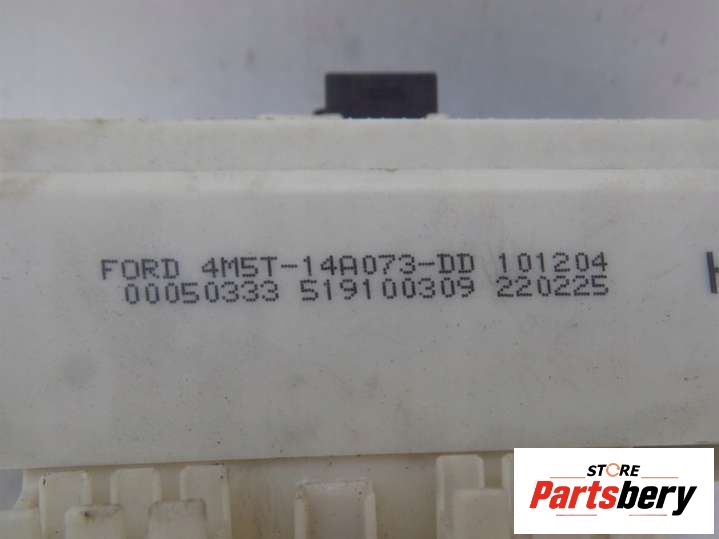 FORD 4M5T-14A073-DD 101204
00050333 519100309 220225
H
STORE
Partsbery